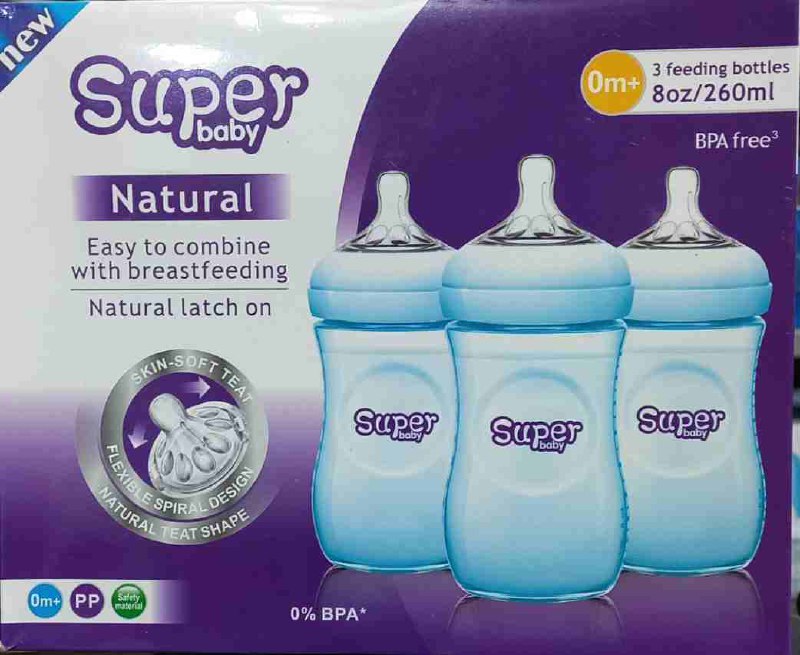 new
Super
baby
Natural
Easy to combine
with breastfeeding
Natural latch on
SKIN-SOFT TEAT
FLEXIBLE SPIRAL DESIGN
NATURAL TEAT SHAPE
0m+
PP
Safety
material
0% BPA*
0m+
3 feeding bottles
8oz/260ml
BPA free³
Super
baby
Super
baby
Super
baby